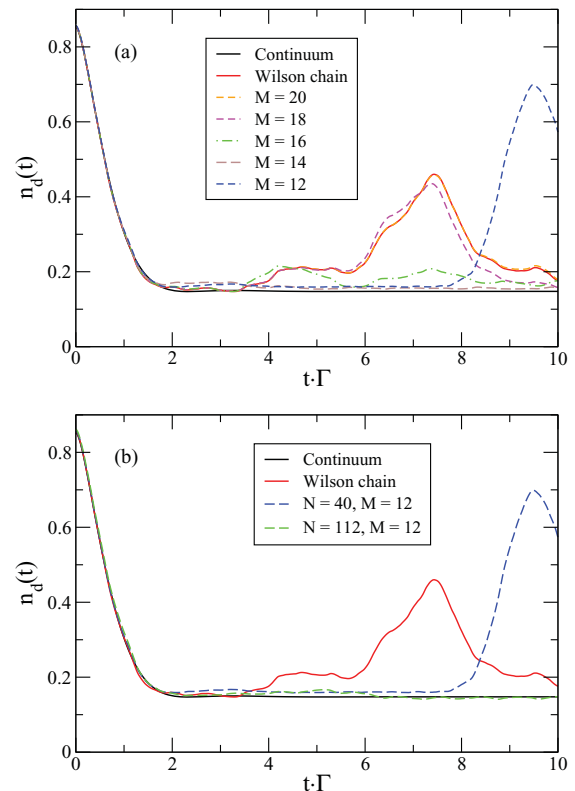 (a)
Continuum
Wilson chain
M = 20
M = 18
M = 16
M = 14
M = 12
n_d(t)
0.8
0.6
0.4
0.2
0
0 2 4 6 8 10
t·Γ
(b)
Continuum
Wilson chain
N = 40, M = 12
N = 112, M = 12
n_d(t)
0.8
0.6
0.4
0.2
0
0 2 4 6 8 10
t·Γ